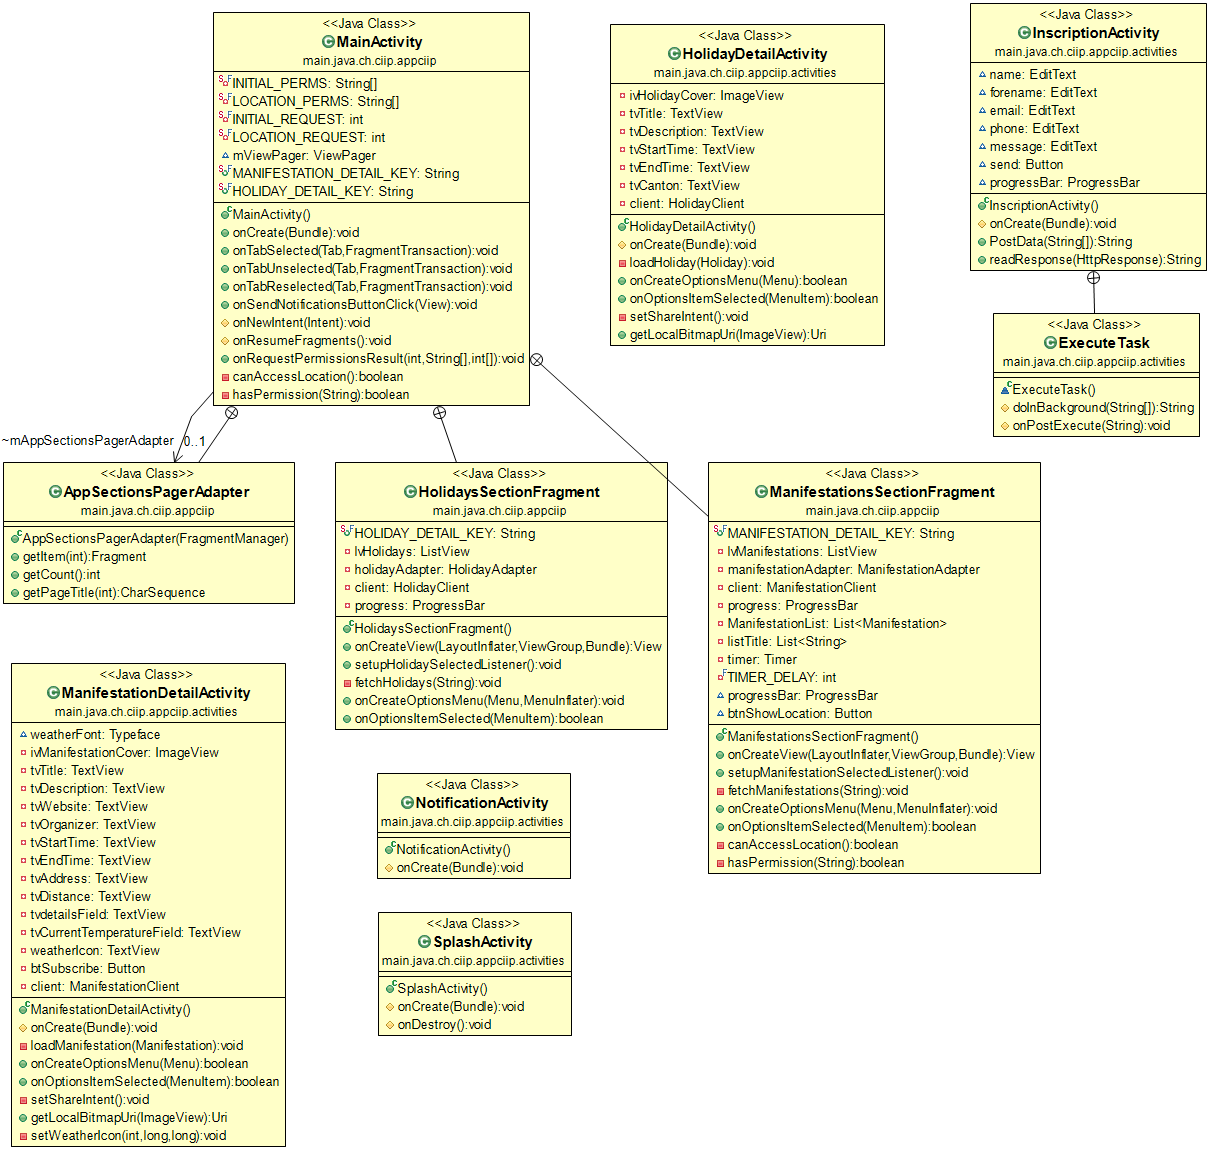 <<Java Class>>
MainActivity
main.java.ch.ciip.appciip
INITIAL_PERMS: String[]
LOCATION_PERMS: String[]
INITIAL_REQUEST: int
LOCATION_REQUEST: int
mViewPager: ViewPager
MANIFESTATION_DETAIL_KEY: String
HOLIDAY_DETAIL_KEY: String
MainActivity()
onCreate(Bundle):void
onTabSelected(Tab,FragmentTransaction):void
onTabUnselected(Tab,FragmentTransaction):void
onTabReselected(Tab,FragmentTransaction):void
onSendNotificationsButtonClick(View):void
onNewIntent(Intent):void
onResumeFragments():void
onRequestPermissionsResult(int,String[],int[]):void
canAccessLocation():boolean
hasPermission(String):boolean
<<Java Class>>
HolidayDetailActivity
main.java.ch.ciip.appciip.activities
ivHolidayCover: ImageView
tvTitle: TextView
tvDescription: TextView
tvStartTime: TextView
tvEndTime: TextView
tvCanton: TextView
client: HolidayClient
HolidayDetailActivity()
onCreate(Bundle):void
loadHoliday(Holiday):void
onCreateOptionsMenu(Menu):boolean
onOptionsItemSelected(MenuItem):boolean
setShareIntent():void
getLocalBitmapUri(ImageView):Uri
<<Java Class>>
InscriptionActivity
main.java.ch.ciip.appciip.activities
name: EditText
forename: EditText
email: EditText
phone: EditText
message: EditText
send: Button
progressBar: ProgressBar
InscriptionActivity()
onCreate(Bundle):void
PostData(String[]):String
readResponse(HttpResponse):String
<<Java Class>>
ExecuteTask
main.java.ch.ciip.appciip.activities
ExecuteTask()
doInBackground(String[]):String
onPostExecute(String):void
~mAppSectionsPagerAdapter 0..1
<<Java Class>>
AppSectionsPagerAdapter
main.java.ch.ciip.appciip
AppSectionsPagerAdapter(FragmentManager)
getItem(int):Fragment
getCount():int
getPageTitle(int):CharSequence
<<Java Class>>
HolidaysSectionFragment
main.java.ch.ciip.appciip
HOLIDAY_DETAIL_KEY: String
lvHolidays: ListView
holidayAdapter: HolidayAdapter
client: HolidayClient
progress: ProgressBar
HolidaysSectionFragment()
onCreateView(LayoutInflater,ViewGroup,Bundle):View
setupHolidaySelectedListener():void
fetchHolidays(String):void
onCreateOptionsMenu(Menu,MenuInflater):void
onOptionsItemSelected(MenuItem):boolean
<<Java Class>>
ManifestationsSectionFragment
main.java.ch.ciip.appciip
MANIFESTATION_DETAIL_KEY: String
lvManifestations: ListView
manifestationAdapter: ManifestationAdapter
client: ManifestationClient
progress: ProgressBar
ManifestationList: List<Manifestation>
listTitle: List<String>
timer: Timer
TIMER_DELAY: int
progressBar: ProgressBar
btnShowLocation: Button
ManifestationsSectionFragment()
onCreateView(LayoutInflater,ViewGroup,Bundle):View
setupManifestationSelectedListener():void
fetchManifestations(String):void
onCreateOptionsMenu(Menu,MenuInflater):void
onOptionsItemSelected(MenuItem):boolean
canAccessLocation():boolean
hasPermission(String):boolean
<<Java Class>>
ManifestationDetailActivity
main.java.ch.ciip.appciip.activities
weatherFont: Typeface
ivManifestationCover: ImageView
tvTitle: TextView
tvDescription: TextView
tvWebsite: TextView
tvOrganizer: TextView
tvStartTime: TextView
tvEndTime: TextView
tvAddress: TextView
tvDistance: TextView
tvdetailsField: TextView
tvCurrentTemperatureField: TextView
weatherIcon: TextView
btSubscribe: Button
client: ManifestationClient
ManifestationDetailActivity()
onCreate(Bundle):void
loadManifestation(Manifestation):void
onCreateOptionsMenu(Menu):boolean
onOptionsItemSelected(MenuItem):boolean
setShareIntent():void
getLocalBitmapUri(ImageView):Uri
setWeatherIcon(int,long,long):void
<<Java Class>>
NotificationActivity
main.java.ch.ciip.appciip.activities
NotificationActivity()
onCreate(Bundle):void
<<Java Class>>
SplashActivity
main.java.ch.ciip.appciip.activities
SplashActivity()
onCreate(Bundle):void
onDestroy():void